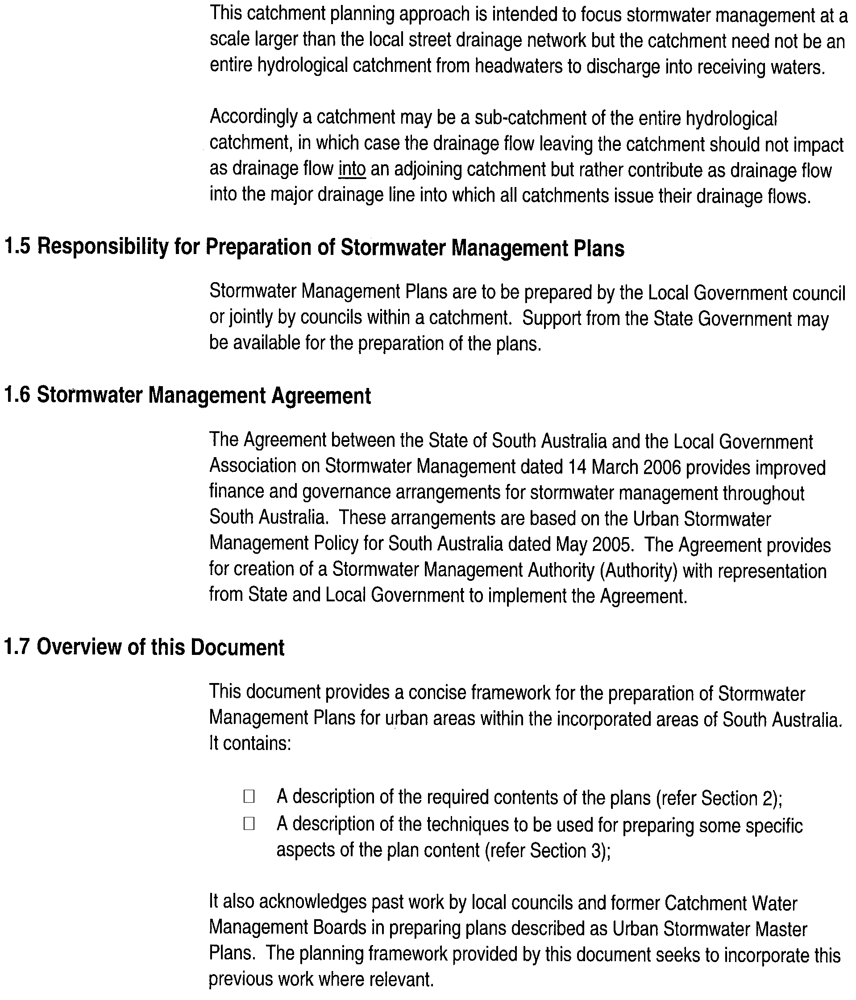 This catchment planning approach is intended to focus stormwater management at a
scale larger than the local street drainage network but the catchment need not be an
entire hydrological catchment from headwaters to discharge into receiving waters.
Accordingly a catchment may be a sub-catchment of the entire hydrological
catchment, in which case the drainage flow leaving the catchment should not impact
as drainage flow into an adjoining catchment but rather contribute as drainage flow
into the major drainage line into which all catchments issue their drainage flows.
1.5 Responsibility for Preparation of Stormwater Management Plans
Stormwater Management Plans are to be prepared by the Local Government council
or jointly by councils within a catchment.  Support from the State Government may
be available for the preparation of the plans.
1.6 Stormwater Management Agreement
The Agreement between the State of South Australia and the Local Government
Association on Stormwater Management dated 14 March 2006 provides improved
finance and governance arrangements for stormwater management throughout
South Australia.  These arrangements are based on the Urban Stormwater
Management Policy for South Australia dated May 2005.  The Agreement provides
for creation of a Stormwater Management Authority (Authority) with representation
from State and Local Government to implement the Agreement.
1.7 Overview of this Document
This document provides a concise framework for the preparation of Stormwater
Management Plans for urban areas within the incorporated areas of South Australia.
It contains:
□ A description of the required contents of the plans (refer Section 2);
□ A description of the techniques to be used for preparing some specific
aspects of the plan content (refer Section 3);
It also acknowledges past work by local councils and former Catchment Water
Management Boards in preparing plans described as Urban Stormwater Master
Plans.  The planning framework provided by this document seeks to incorporate this
previous work where relevant.